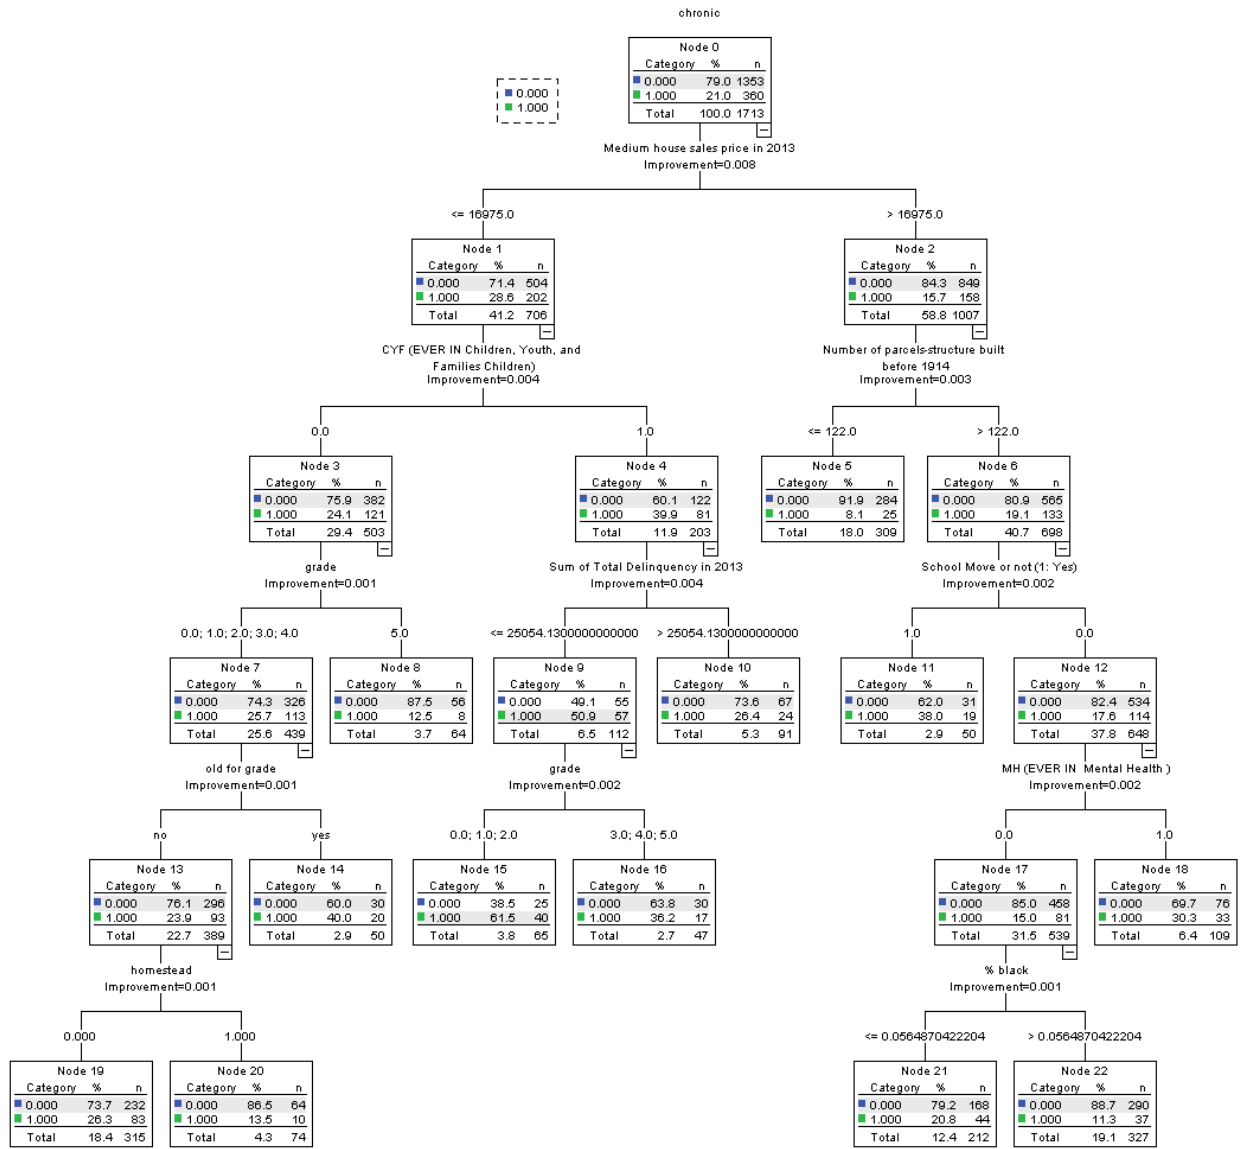 chronic
Node 0
Category % n
0.000 79.0 1353
1.000 21.0 360
Total 100.0 1713
0.000
1.000
Medium house sales price in 2013
Improvement=0.008
<= 16975.0
> 16975.0
Node 1
Category % n
0.000 71.4 504
1.000 28.6 202
Total 41.2 706
Node 2
Category % n
0.000 84.3 849
1.000 15.7 158
Total 58.8 1007
CYF (EVER IN Children, Youth, and
Families Children)
Improvement=0.004
Number of parcels-structure built
before 1914
Improvement=0.003
0.0
1.0
<= 122.0
> 122.0
Node 3
Category % n
0.000 75.9 382
1.000 24.1 121
Total 29.4 503
Node 4
Category % n
0.000 60.1 122
1.000 39.9 81
Total 11.9 203
Node 5
Category % n
0.000 91.9 284
1.000 8.1 25
Total 18.0 309
Node 6
Category % n
0.000 80.9 565
1.000 19.1 133
Total 40.7 698
grade
Improvement=0.001
Sum of Total Delinquency in 2013
Improvement=0.004
School Move or not (1: Yes)
Improvement=0.002
0.0; 1.0; 2.0; 3.0; 4.0
5.0
<= 25054.1300000000000
> 25054.1300000000000
1.0
0.0
Node 7
Category % n
0.000 74.3 326
1.000 25.7 113
Total 25.6 439
Node 8
Category % n
0.000 87.5 56
1.000 12.5 8
Total 3.7 64
Node 9
Category % n
0.000 49.1 55
1.000 50.9 57
Total 6.5 112
Node 10
Category % n
0.000 73.6 67
1.000 26.4 24
Total 5.3 91
Node 11
Category % n
0.000 62.0 31
1.000 38.0 19
Total 2.9 50
Node 12
Category % n
0.000 82.4 534
1.000 17.6 114
Total 37.8 648
old for grade
Improvement=0.001
grade
Improvement=0.002
MH (EVER IN Mental Health )
Improvement=0.002
no
yes
0.0; 1.0; 2.0
3.0; 4.0; 5.0
0.0
1.0
Node 13
Category % n
0.000 76.1 296
1.000 23.9 93
Total 22.7 389
Node 14
Category % n
0.000 60.0 30
1.000 40.0 20
Total 2.9 50
Node 15
Category % n
0.000 38.5 25
1.000 61.5 40
Total 3.8 65
Node 16
Category % n
0.000 63.8 30
1.000 36.2 17
Total 2.7 47
Node 17
Category % n
0.000 85.0 458
1.000 15.0 81
Total 31.5 539
Node 18
Category % n
0.000 69.7 76
1.000 30.3 33
Total 6.4 109
homestead
Improvement=0.001
% black
Improvement=0.001
0.000
1.000
<= 0.0564870422204
> 0.0564870422204
Node 19
Category % n
0.000 73.7 232
1.000 26.3 83
Total 18.4 315
Node 20
Category % n
0.000 86.5 64
1.000 13.5 10
Total 4.3 74
Node 21
Category % n
0.000 79.2 168
1.000 20.8 44
Total 12.4 212
Node 22
Category % n
0.000 88.7 290
1.000 11.3 37
Total 19.1 327